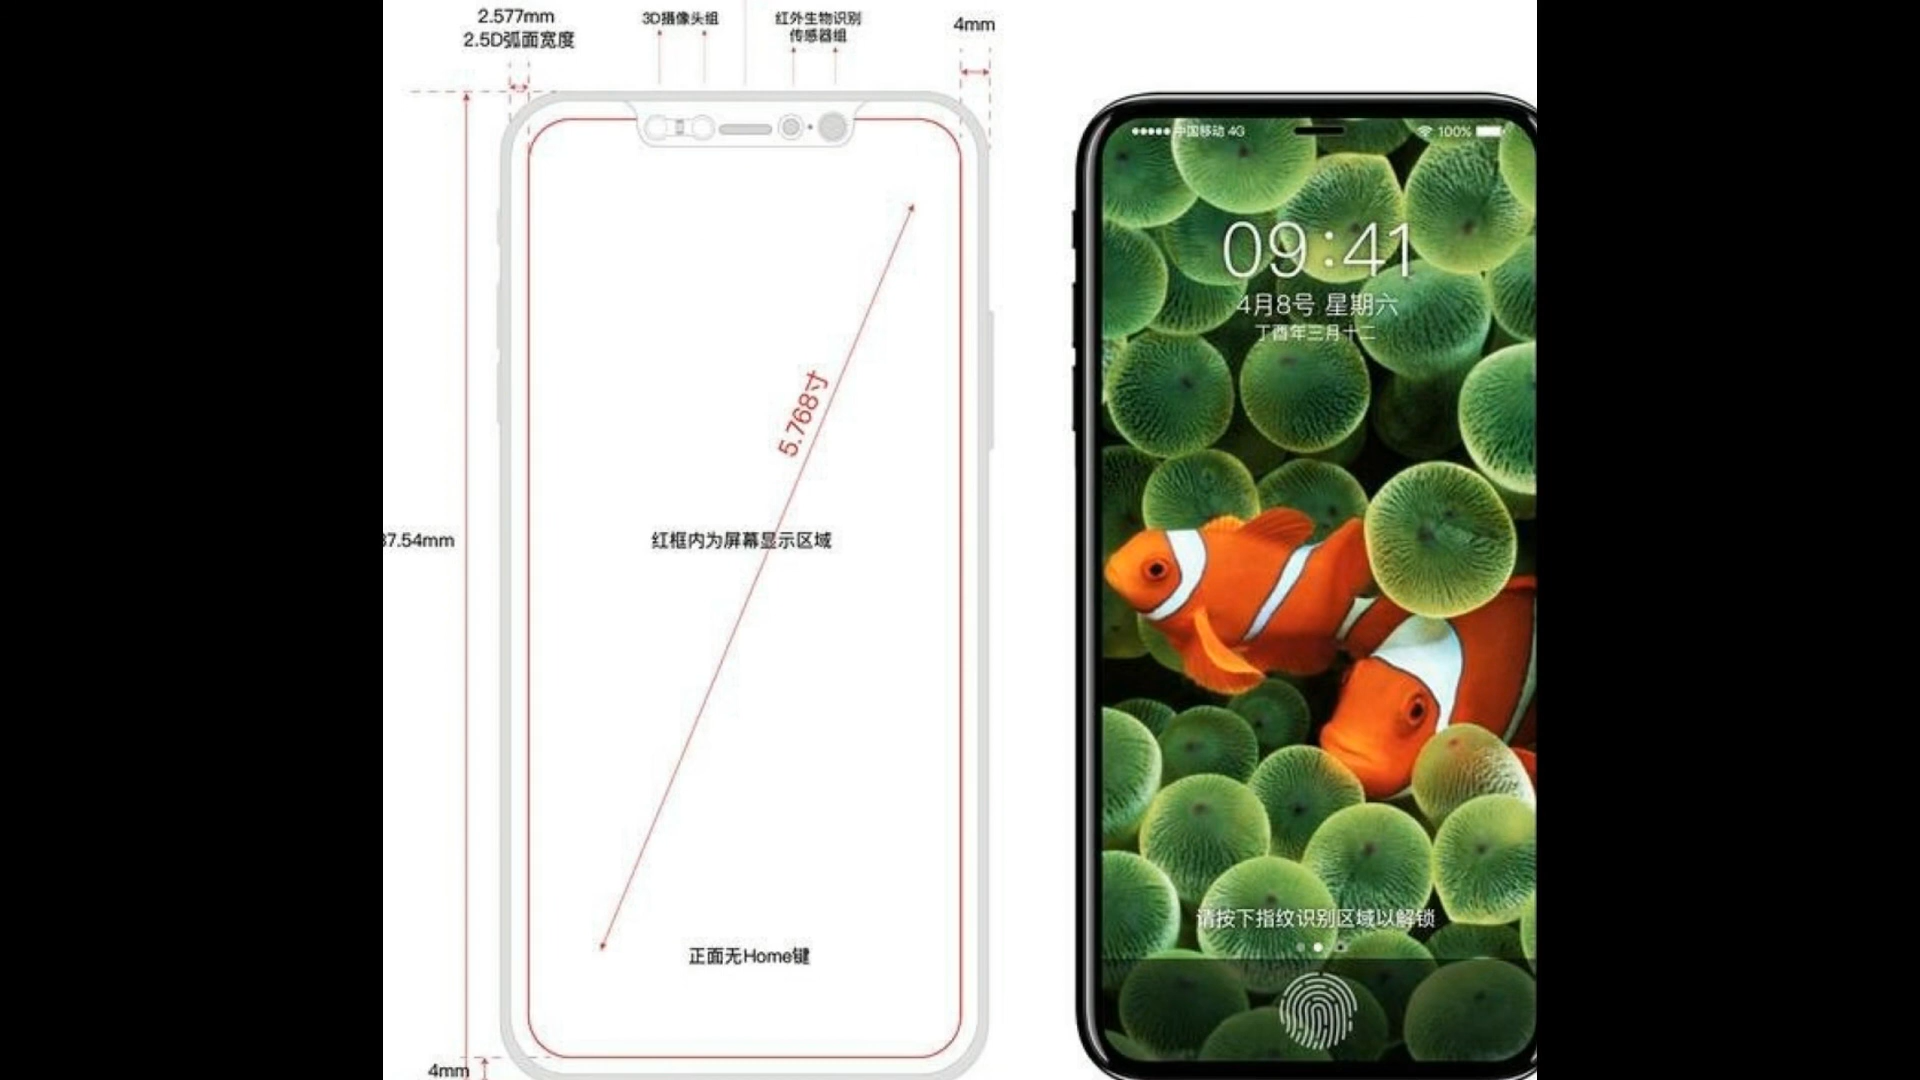 2.577mm
2.5D弧面宽度
3D摄像头组
红外生物识别
传感器组
4mm
5.768寸
37.54mm
红框内为屏幕显示区域
正面无Home键
4mm
中国移动 4G
100%
09:41
4月8号 星期六
丁酉年三月十二
请按下指纹识别区域以解锁